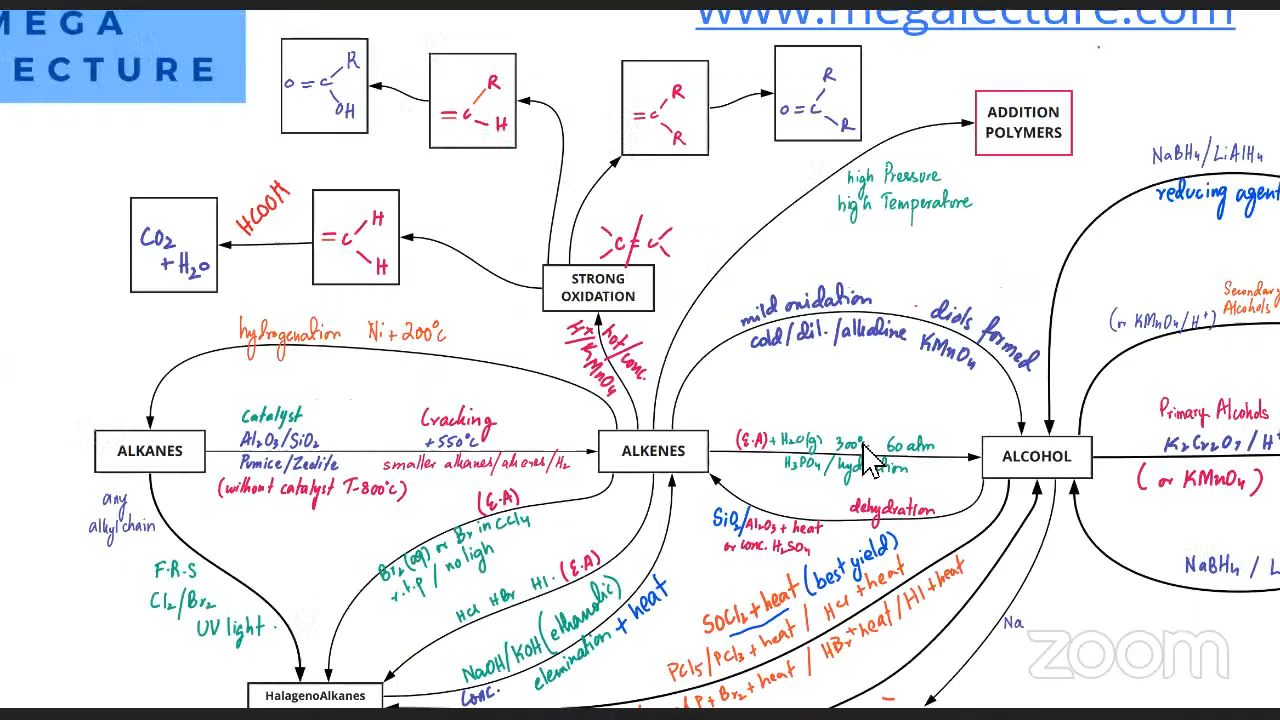 MEGA
LECTURE
www.megalecture.com
O = C
R
OH
= C
R
H
= C
R
R
O = C
R
R
ADDITION
POLYMERS
NaBH4/LiAlH4
reducing agent
high Pressure
high Temperature
HCOOH
CO2
+ H2O
= C
H
H
C = C
STRONG
OXIDATION
Secondary
Alcohols
(or KMnO4/H+)
mild oxidation
cold/dil./alkaline KMnO4
diols formed
hydrogenation Ni + 200°C
H+/KMnO4
hot/conc.
ALKANES
catalyst
Al2O3/SiO2
Pumice/Zeolite
(without catalyst T-800°C)
Cracking
+550°C
smaller alkanes/alkenes/H2
ALKENES
(E.A) + H2O(g) 300° 60 atm
H3PO4 / hydration
ALCOHOL
Primary Alcohols
K2Cr2O7/H+
(or KMnO4)
dehydration
SiO2/Al2O3 + heat
or conc. H2SO4
any
alkyl chain
F.R.S
Cl2/Br2
UV light.
(E.A)
Br2(aq) or Br in CCl4
r.t.p / no ligh
HCl HBr HI. (E.A)
NaOH/KOH (ethanolic)
elemination + heat
conc.
SOCl2 + heat (best yield)
PCl5/PCl3 + heat / HCl + heat
P + Br2 + heat / HBr + heat/HI + heat
NaBH4 / L
Na
zoom
HalagenoAlkanes